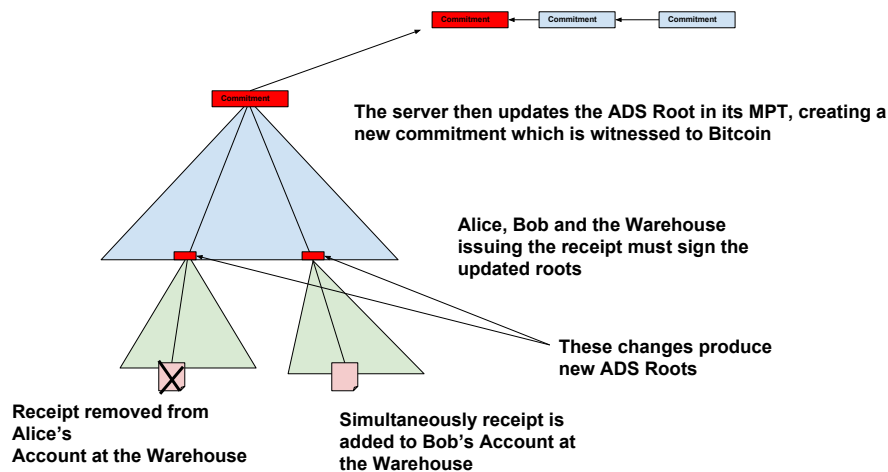 Commitment Commitment Commitment
Commitment
The server then updates the ADS Root in its MPT, creating a
new commitment which is witnessed to Bitcoin
Alice, Bob and the Warehouse
issuing the receipt must sign the
updated roots
These changes produce
new ADS Roots
Receipt removed from
Alice's
Account at the Warehouse
Simultaneously receipt is
added to Bob's Account at
the Warehouse